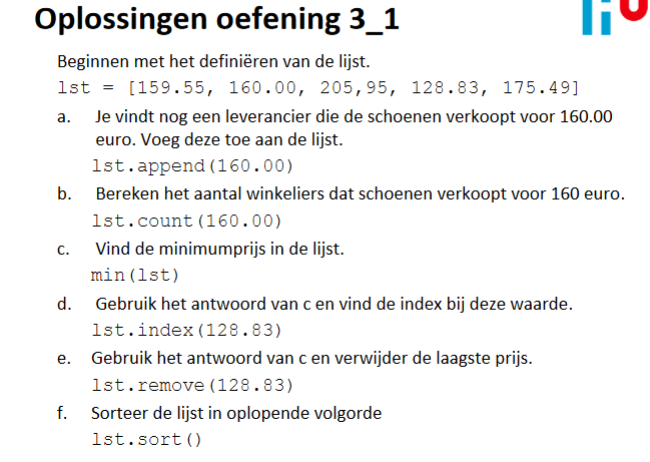 Oplossingen oefening 3_1
Beginnen met het definiëren van de lijst.
lst = [159.55, 160.00, 205,95, 128.83, 175.49]
a. Je vindt nog een leverancier die de schoenen verkoopt voor 160.00
euro. Voeg deze toe aan de lijst.
lst.append(160.00)
b. Bereken het aantal winkeliers dat schoenen verkoopt voor 160 euro.
lst.count(160.00)
c. Vind de minimumprijs in de lijst.
min(lst)
d. Gebruik het antwoord van c en vind de index bij deze waarde.
lst.index(128.83)
e. Gebruik het antwoord van c en verwijder de laagste prijs.
lst.remove(128.83)
f. Sorteer de lijst in oplopende volgorde
lst.sort()